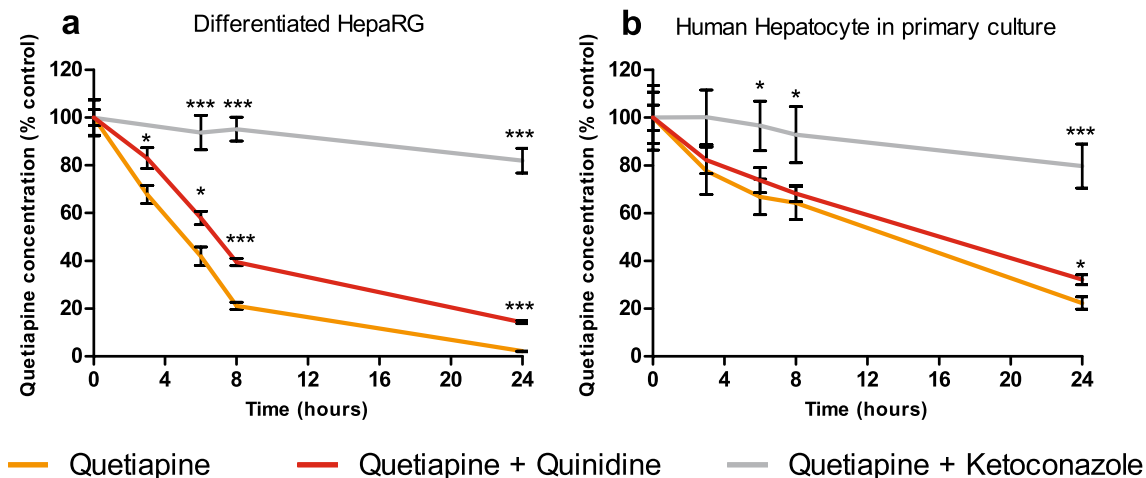 a Differentiated HepaRG
Quetiapine concentration (% control)
120
100
80
60
40
20
0
*
*
***
***
***
***
***
0 4 8 12 16 20 24
Time (hours)
b Human Hepatocyte in primary culture
Quetiapine concentration (% control)
120
100
80
60
40
20
0
*
*
***
*
0 4 8 12 16 20 24
Time (hours)
Quetiapine Quetiapine + Quinidine Quetiapine + Ketoconazole